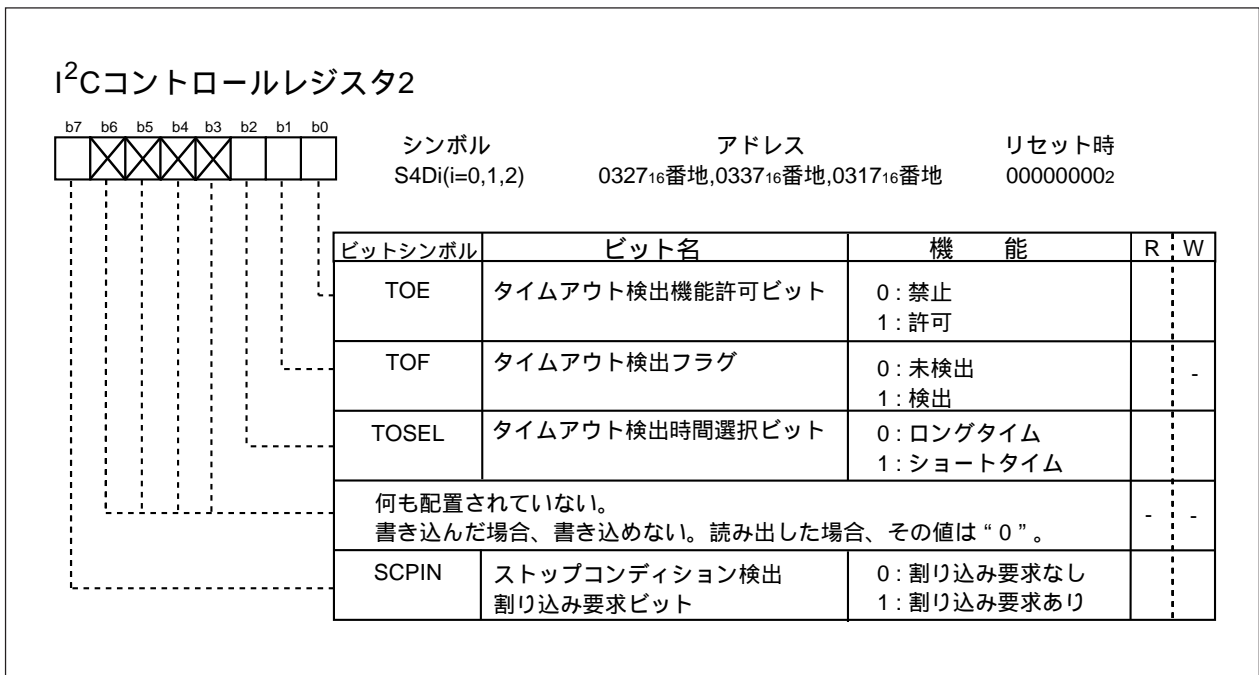 I2Cコントロールレジスタ2
b7 b6 b5 b4 b3 b2 b1 b0
シンボル アドレス リセット時
S4Di(i=0,1,2) 032716番地,033716番地,031716番地 000000002
ビットシンボル ビット名 機 能 R W
TOE タイムアウト検出機能許可ビット 0 : 禁止
1 : 許可
TOF タイムアウト検出フラグ 0 : 未検出 -
1 : 検出
TOSEL タイムアウト検出時間選択ビット 0 : ロングタイム
1 : ショートタイム
何も配置されていない。
書き込んだ場合、書き込めない。読み出した場合、その値は“0”。 - -
SCPIN ストップコンディション検出 0 : 割り込み要求なし
割り込み要求ビット 1 : 割り込み要求あり